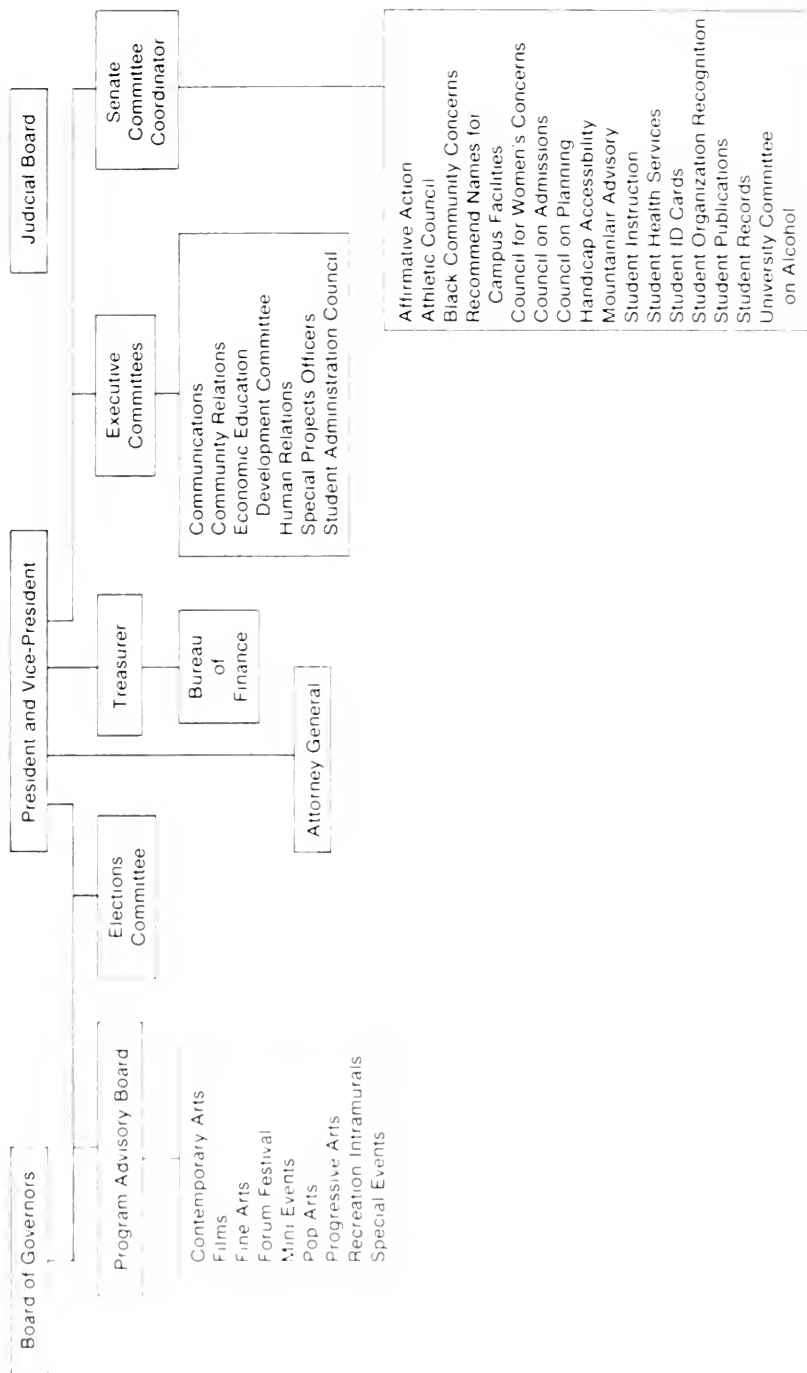 Board of Governors
President and Vice-President
Judicial Board
Program Advisory Board
Elections
Committee
Treasurer
Executive
Committees
Senate
Committee
Coordinator
Contemporary Arts
Films
Fine Arts
Forum Festival
Mini Events
Pop Arts
Progressive Arts
Recreation Intramurals
Special Events
Attorney General
Bureau
of
Finance
Communications
Community Relations
Economic Education
Development Committee
Human Relations
Special Projects Officers
Student Administration Council
Affirmative Action
Athletic Council
Black Community Concerns
Recommend Names for
Campus Facilities
Council for Women's Concerns
Council on Admissions
Council on Planning
Handicap Accessibility
Mountainlair Advisory
Student Instruction
Student Health Services
Student ID Cards
Student Organization Recognition
Student Publications
Student Records
University Committee
on Alcohol